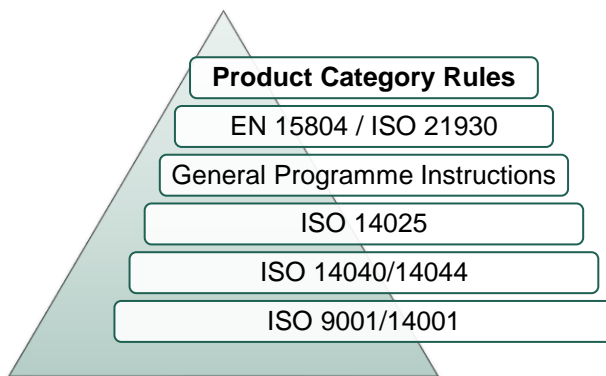 Product Category Rules
EN 15804 / ISO 21930
General Programme Instructions
ISO 14025
ISO 14040/14044
ISO 9001/14001